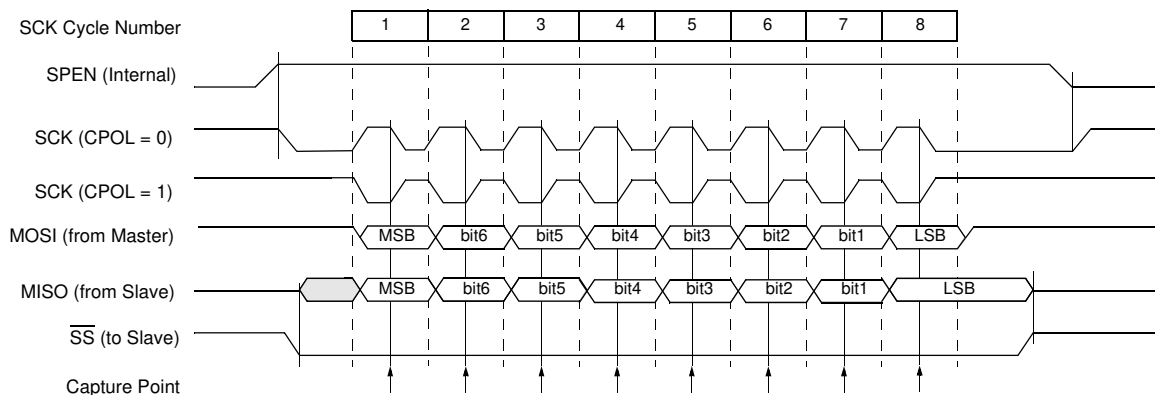 SCK Cycle Number 1 2 3 4 5 6 7 8
SPEN (Internal)
SCK (CPOL = 0)
SCK (CPOL = 1)
MOSI (from Master) MSB bit6 bit5 bit4 bit3 bit2 bit1 LSB
MISO (from Slave) MSB bit6 bit5 bit4 bit3 bit2 bit1 LSB
S̅S̅ (to Slave)
Capture Point